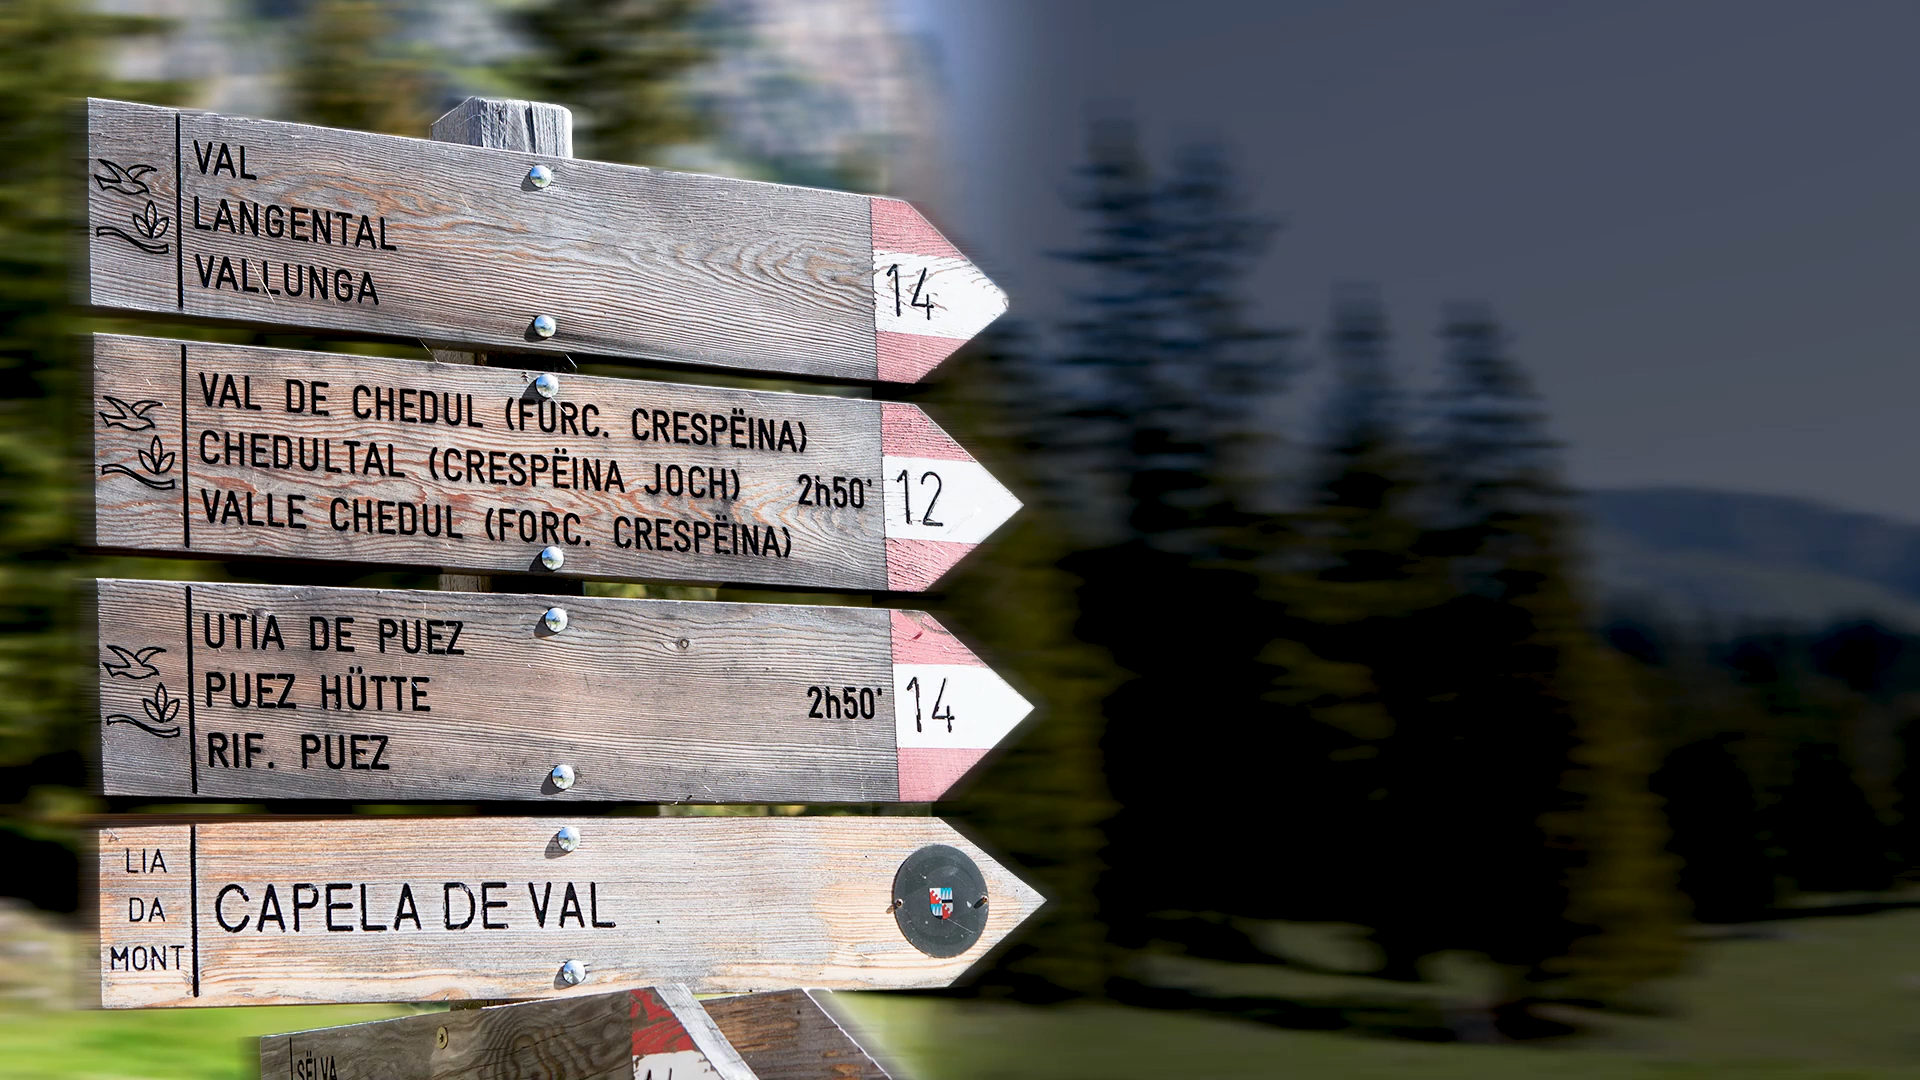 VAL
LANGENTAL
VALLUNGA
14
VAL DE CHEDUL (FURC. CRESPËINA)
CHEDULTAL (CRESPËINA JOCH)
VALLE CHEDUL (FORC. CRESPËINA)
2h50'
12
UTIA DE PUEZ
PUEZ HÜTTE
RIF. PUEZ
2h50'
14
LIA
DA
MONT
CAPELA DE VAL
SËLVA